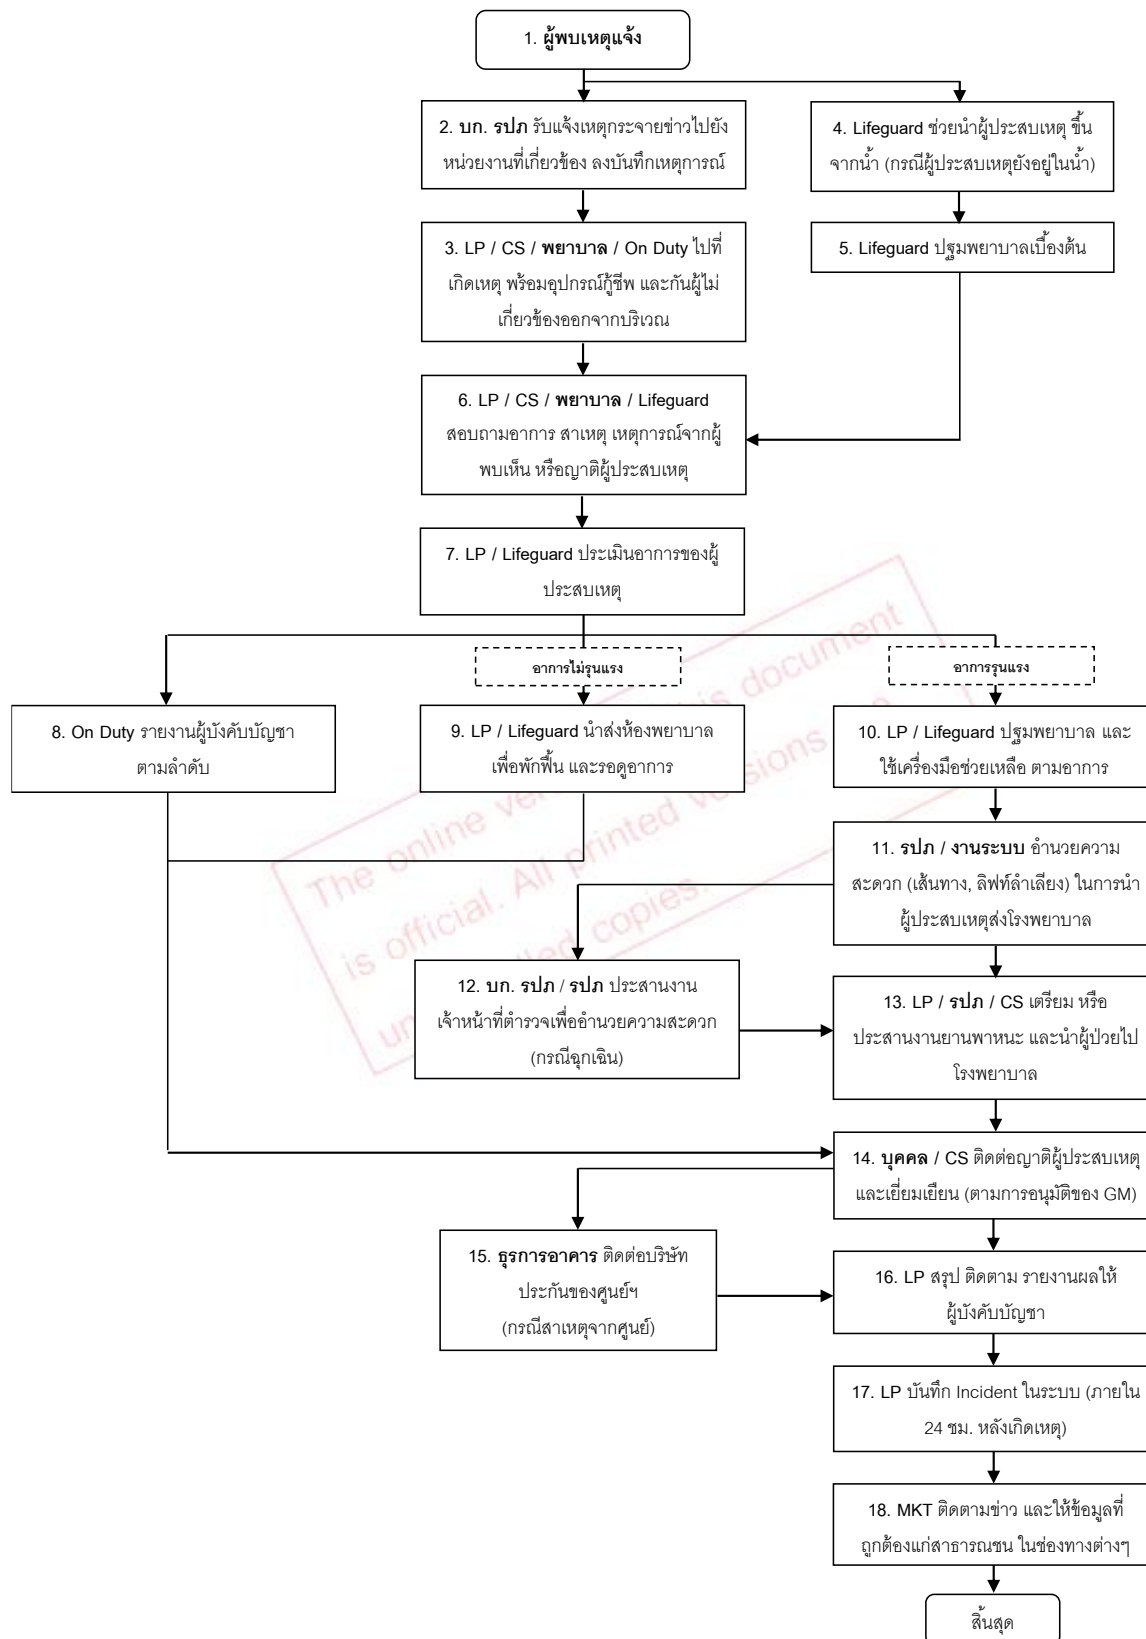 1. ผู้พบเหตุแจ้ง
2. บก. รปภ รับแจ้งเหตุกระจายข่าวไปยัง
หน่วยงานที่เกี่ยวข้อง ลงบันทึกเหตุการณ์
4. Lifeguard ช่วยนำผู้ประสบเหตุ ขึ้น
จากน้ำ (กรณีผู้ประสบเหตุยังอยู่ในน้ำ)
3. LP / CS / พยาบาล / On Duty ไปที่
เกิดเหตุ พร้อมอุปกรณ์กู้ชีพ และกันผู้ไม่
เกี่ยวข้องออกจากบริเวณ
5. Lifeguard ปฐมพยาบาลเบื้องต้น
6. LP / CS / พยาบาล / Lifeguard
สอบถามอาการ สาเหตุ เหตุการณ์จากผู้
พบเห็น หรือญาติผู้ประสบเหตุ
7. LP / Lifeguard ประเมินอาการของผู้
ประสบเหตุ
อาการไม่รุนแรง
อาการรุนแรง
8. On Duty รายงานผู้บังคับบัญชา
ตามลำดับ
9. LP / Lifeguard นำส่งห้องพยาบาล
เพื่อพักฟื้น และรอดูอาการ
10. LP / Lifeguard ปฐมพยาบาล และ
ใช้เครื่องมือช่วยเหลือ ตามอาการ
11. รปภ / งานระบบ อำนวยความ
สะดวก (เส้นทาง, ลิฟท์ลำเลียง) ในการนำ
ผู้ประสบเหตุส่งโรงพยาบาล
12. บก. รปภ / รปภ ประสานงาน
เจ้าหน้าที่ตำรวจเพื่ออำนวยความสะดวก
(กรณีฉุกเฉิน)
13. LP / รปภ / CS เตรียม หรือ
ประสานงานยานพาหนะ และนำผู้ป่วยไป
โรงพยาบาล
14. บุคคล / CS ติดต่อญาติผู้ประสบเหตุ
และเยี่ยมเยียน (ตามการอนุมัติของ GM)
15. ธุรการอาคาร ติดต่อบริษัท
ประกันของศูนย์ฯ
(กรณีสาเหตุจากศูนย์)
16. LP สรุป ติดตาม รายงานผลให้
ผู้บังคับบัญชา
17. LP บันทึก Incident ในระบบ (ภายใน
24 ชม. หลังเกิดเหตุ)
18. MKT ติดตามข่าว และให้ข้อมูลที่
ถูกต้องแก่สาธารณชน ในช่องทางต่างๆ
สิ้นสุด
The online document
is official. All printed
copies.